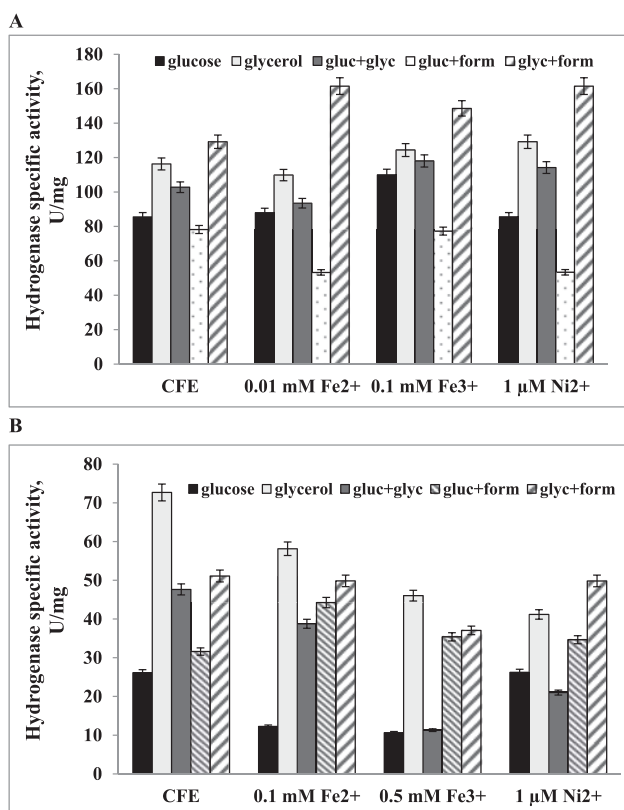 A
Hydrogenase specific activity,
U/mg
180
160
140
120
100
80
60
40
20
0
glucose glycerol gluc+glyc gluc+form glyc+form
CFE 0.01 mM Fe2+ 0.1 mM Fe3+ 1 µM Ni2+
B
Hydrogenase specific activity,
U/mg
80
70
60
50
40
30
20
10
0
glucose glycerol gluc+glyc gluc+form glyc+form
CFE 0.1 mM Fe2+ 0.5 mM Fe3+ 1 µM Ni2+